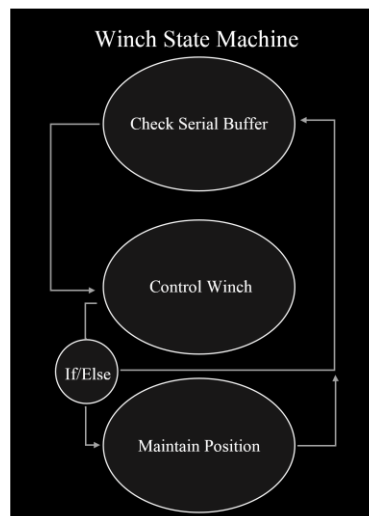 Winch State Machine
Check Serial Buffer
Control Winch
If/Else
Maintain Position